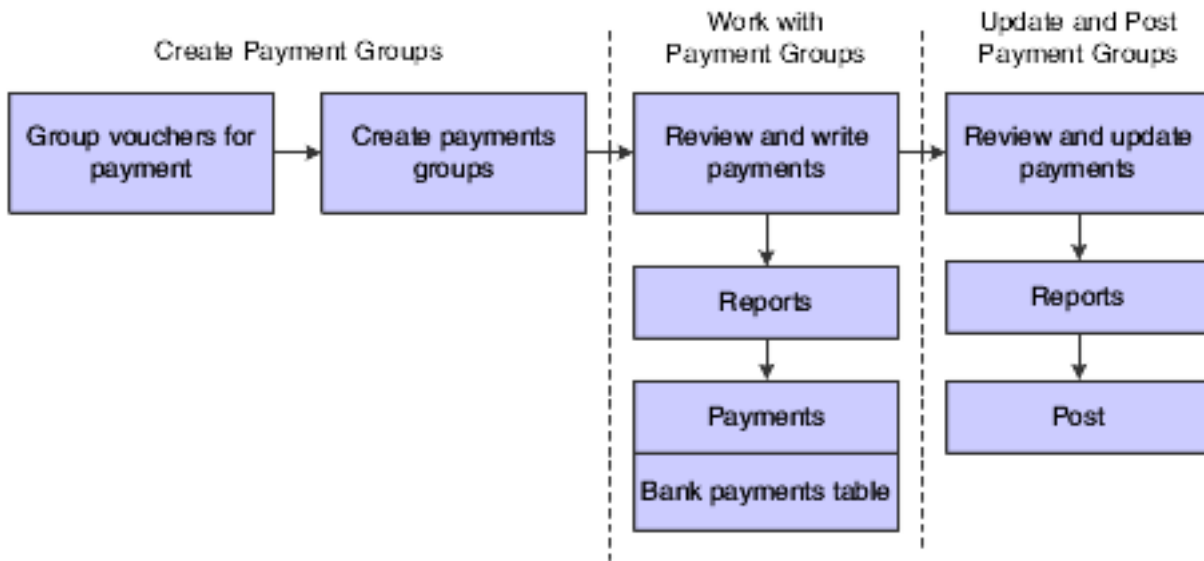 Create Payment Groups
Work with
Payment Groups
Update and Post
Payment Groups
Group vouchers for
payment
Create payments
groups
Review and write
payments
Review and update
payments
Reports
Reports
Payments
Post
Bank payments table